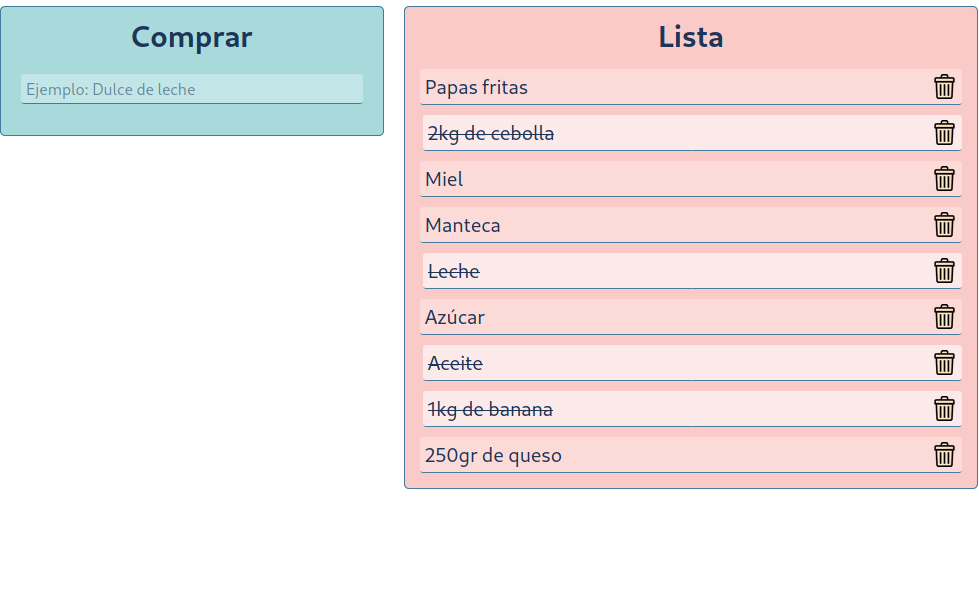 Comprar
Ejemplo: Dulce de leche
Lista
Papas fritas
2kg de cebolla
Miel
Manteca
Leche
Azúcar
Aceite
1kg de banana
250gr de queso